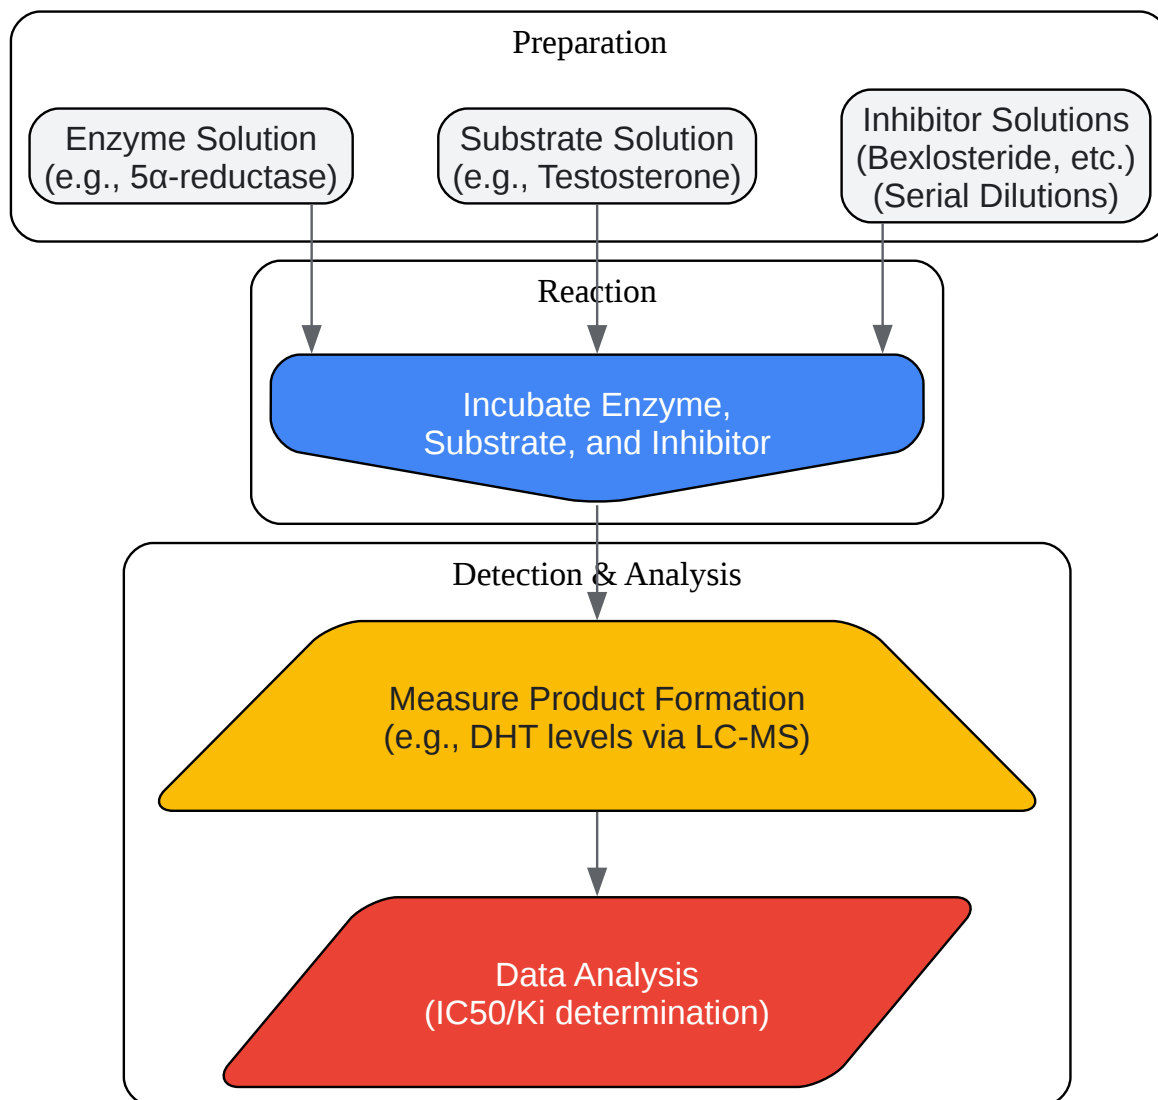 Preparation
Enzyme Solution
(e.g., 5α-reductase)
Substrate Solution
(e.g., Testosterone)
Inhibitor Solutions
(Bexlosteride, etc.)
(Serial Dilutions)
Reaction
Incubate Enzyme,
Substrate, and Inhibitor
Detection & Analysis
Measure Product Formation
(e.g., DHT levels via LC-MS)
Data Analysis
(IC50/Ki determination)